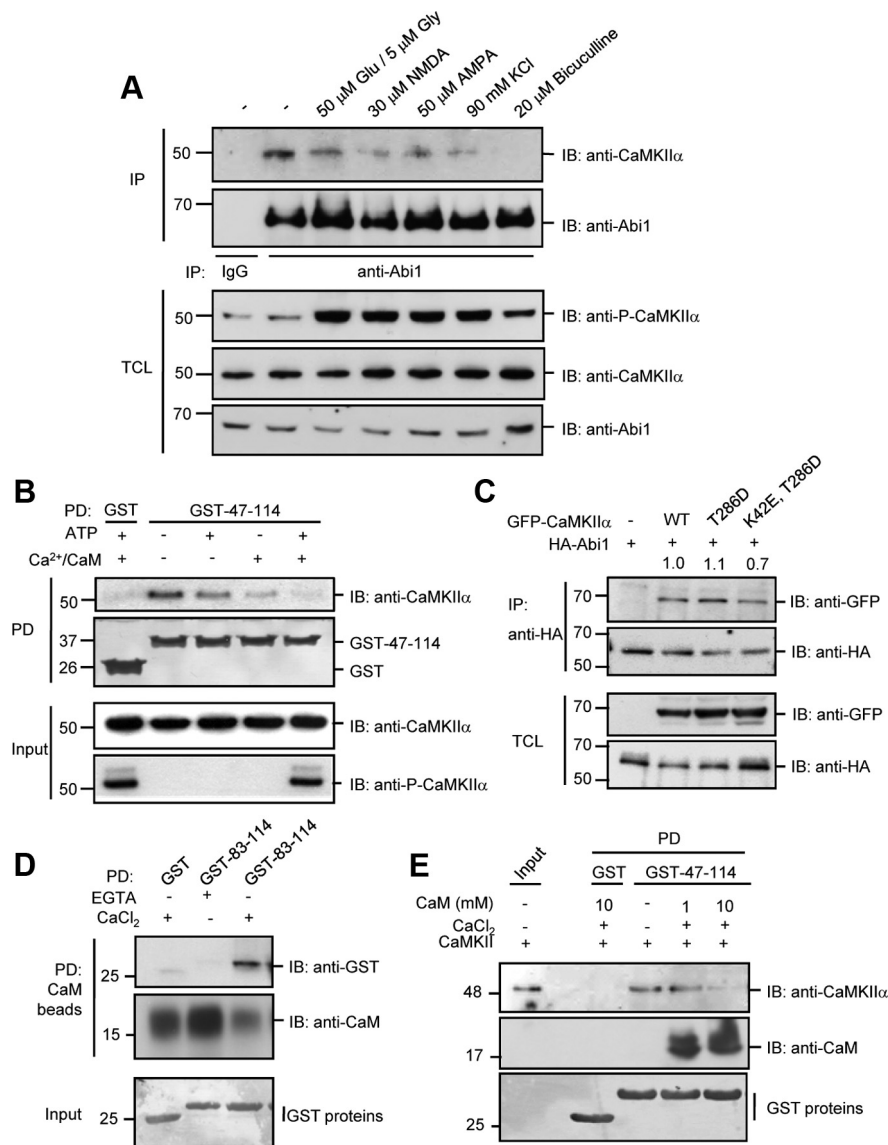 A
- - 50 µM Glu / 5 µM Gly 30 µM NMDA 50 µM AMPA 90 mM KCl 20 µM Bicuculline
IP
50 IB: anti-CaMKIIα
70 IB: anti-Abi1
IP: IgG anti-Abi1
TCL
50 IB: anti-P-CaMKIIα
50 IB: anti-CaMKIIα
70 IB: anti-Abi1
B
PD: GST GST-47-114
ATP + - + - +
Ca²⁺/CaM + - - + +
PD
50 IB: anti-CaMKIIα
37 GST-47-114
26 GST
Input
50 IB: anti-CaMKIIα
50 IB: anti-P-CaMKIIα
C
GFP-CaMKIIα - WT T286D K42E, T286D
HA-Abi1 + + + +
1.0 1.1 0.7
IP: anti-HA
70 IB: anti-GFP
70
50 IB: anti-HA
TCL
70 IB: anti-GFP
70
50 IB: anti-HA
D
PD: GST GST-83-114 GST-83-114
EGTA - + -
CaCl₂ + - +
PD:
CaM
beads
25 IB: anti-GST
15 IB: anti-CaM
Input 25 GST proteins
E
PD
Input GST GST-47-114
CaM (mM) - 10 - 1 10
CaCl₂ - + - + +
CaMKII + + + + +
48 IB: anti-CaMKIIα
17 IB: anti-CaM
25 GST proteins